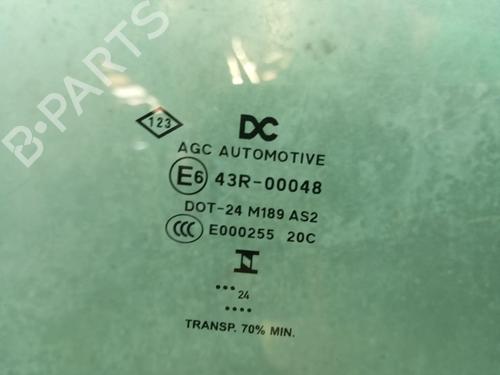 B-PARTS
123
DC
AGC AUTOMOTIVE
E6 43R-00048
DOT-24 M189 AS2
CCC E000255 20C
24
TRANSP. 70% MIN.